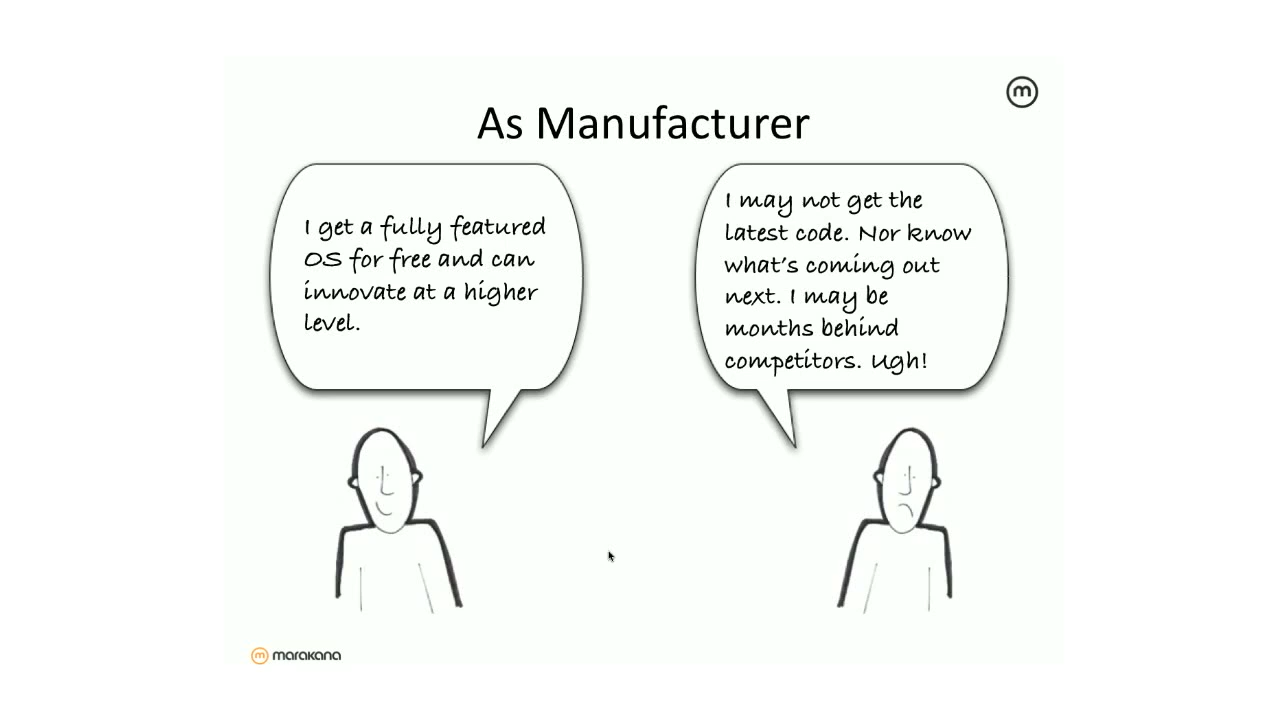 m
As Manufacturer
I get a fully featured
OS for free and can
innovate at a higher
level.
I may not get the
latest code. Nor know
what's coming out
next. I may be
months behind
competitors. Ugh!
m marakana